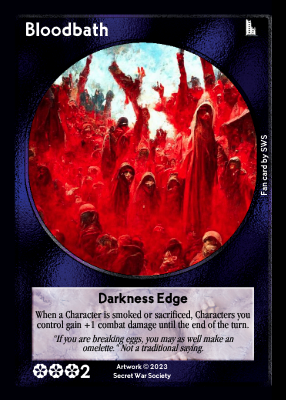 Bloodbath
Fan card by SWS
Darkness Edge
When a Character is smoked or sacrificed, Characters you
control gain +1 combat damage until the end of the turn.
"If you are breaking eggs, you may as well make an
omelette." Not a traditional saying.
2
Artwork © 2023
Secret War Society